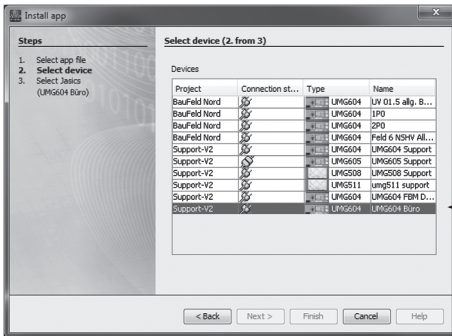 Install app
Steps
1. Select app file
2. Select device
3. Select Jasics
(UMG604 Büro)
Select device (2. from 3)
Devices
Project Connection st... Type Name
BauFeld Nord UMG604 UV 01.5 allg. B...
BauFeld Nord UMG604 1P0
BauFeld Nord UMG604 2P0
BauFeld Nord UMG604 Feld 6 NSHV All...
Support-V2 UMG604 UMG604 Support
Support-V2 UMG605 UMG605 Support
Support-V2 UMG508 UMG508 Support
Support-V2 UMG511 umg511 support
Support-V2 UMG604 UMG604 FBM D...
Support-V2 UMG604 UMG604 Büro
< Back Next > Finish Cancel Help